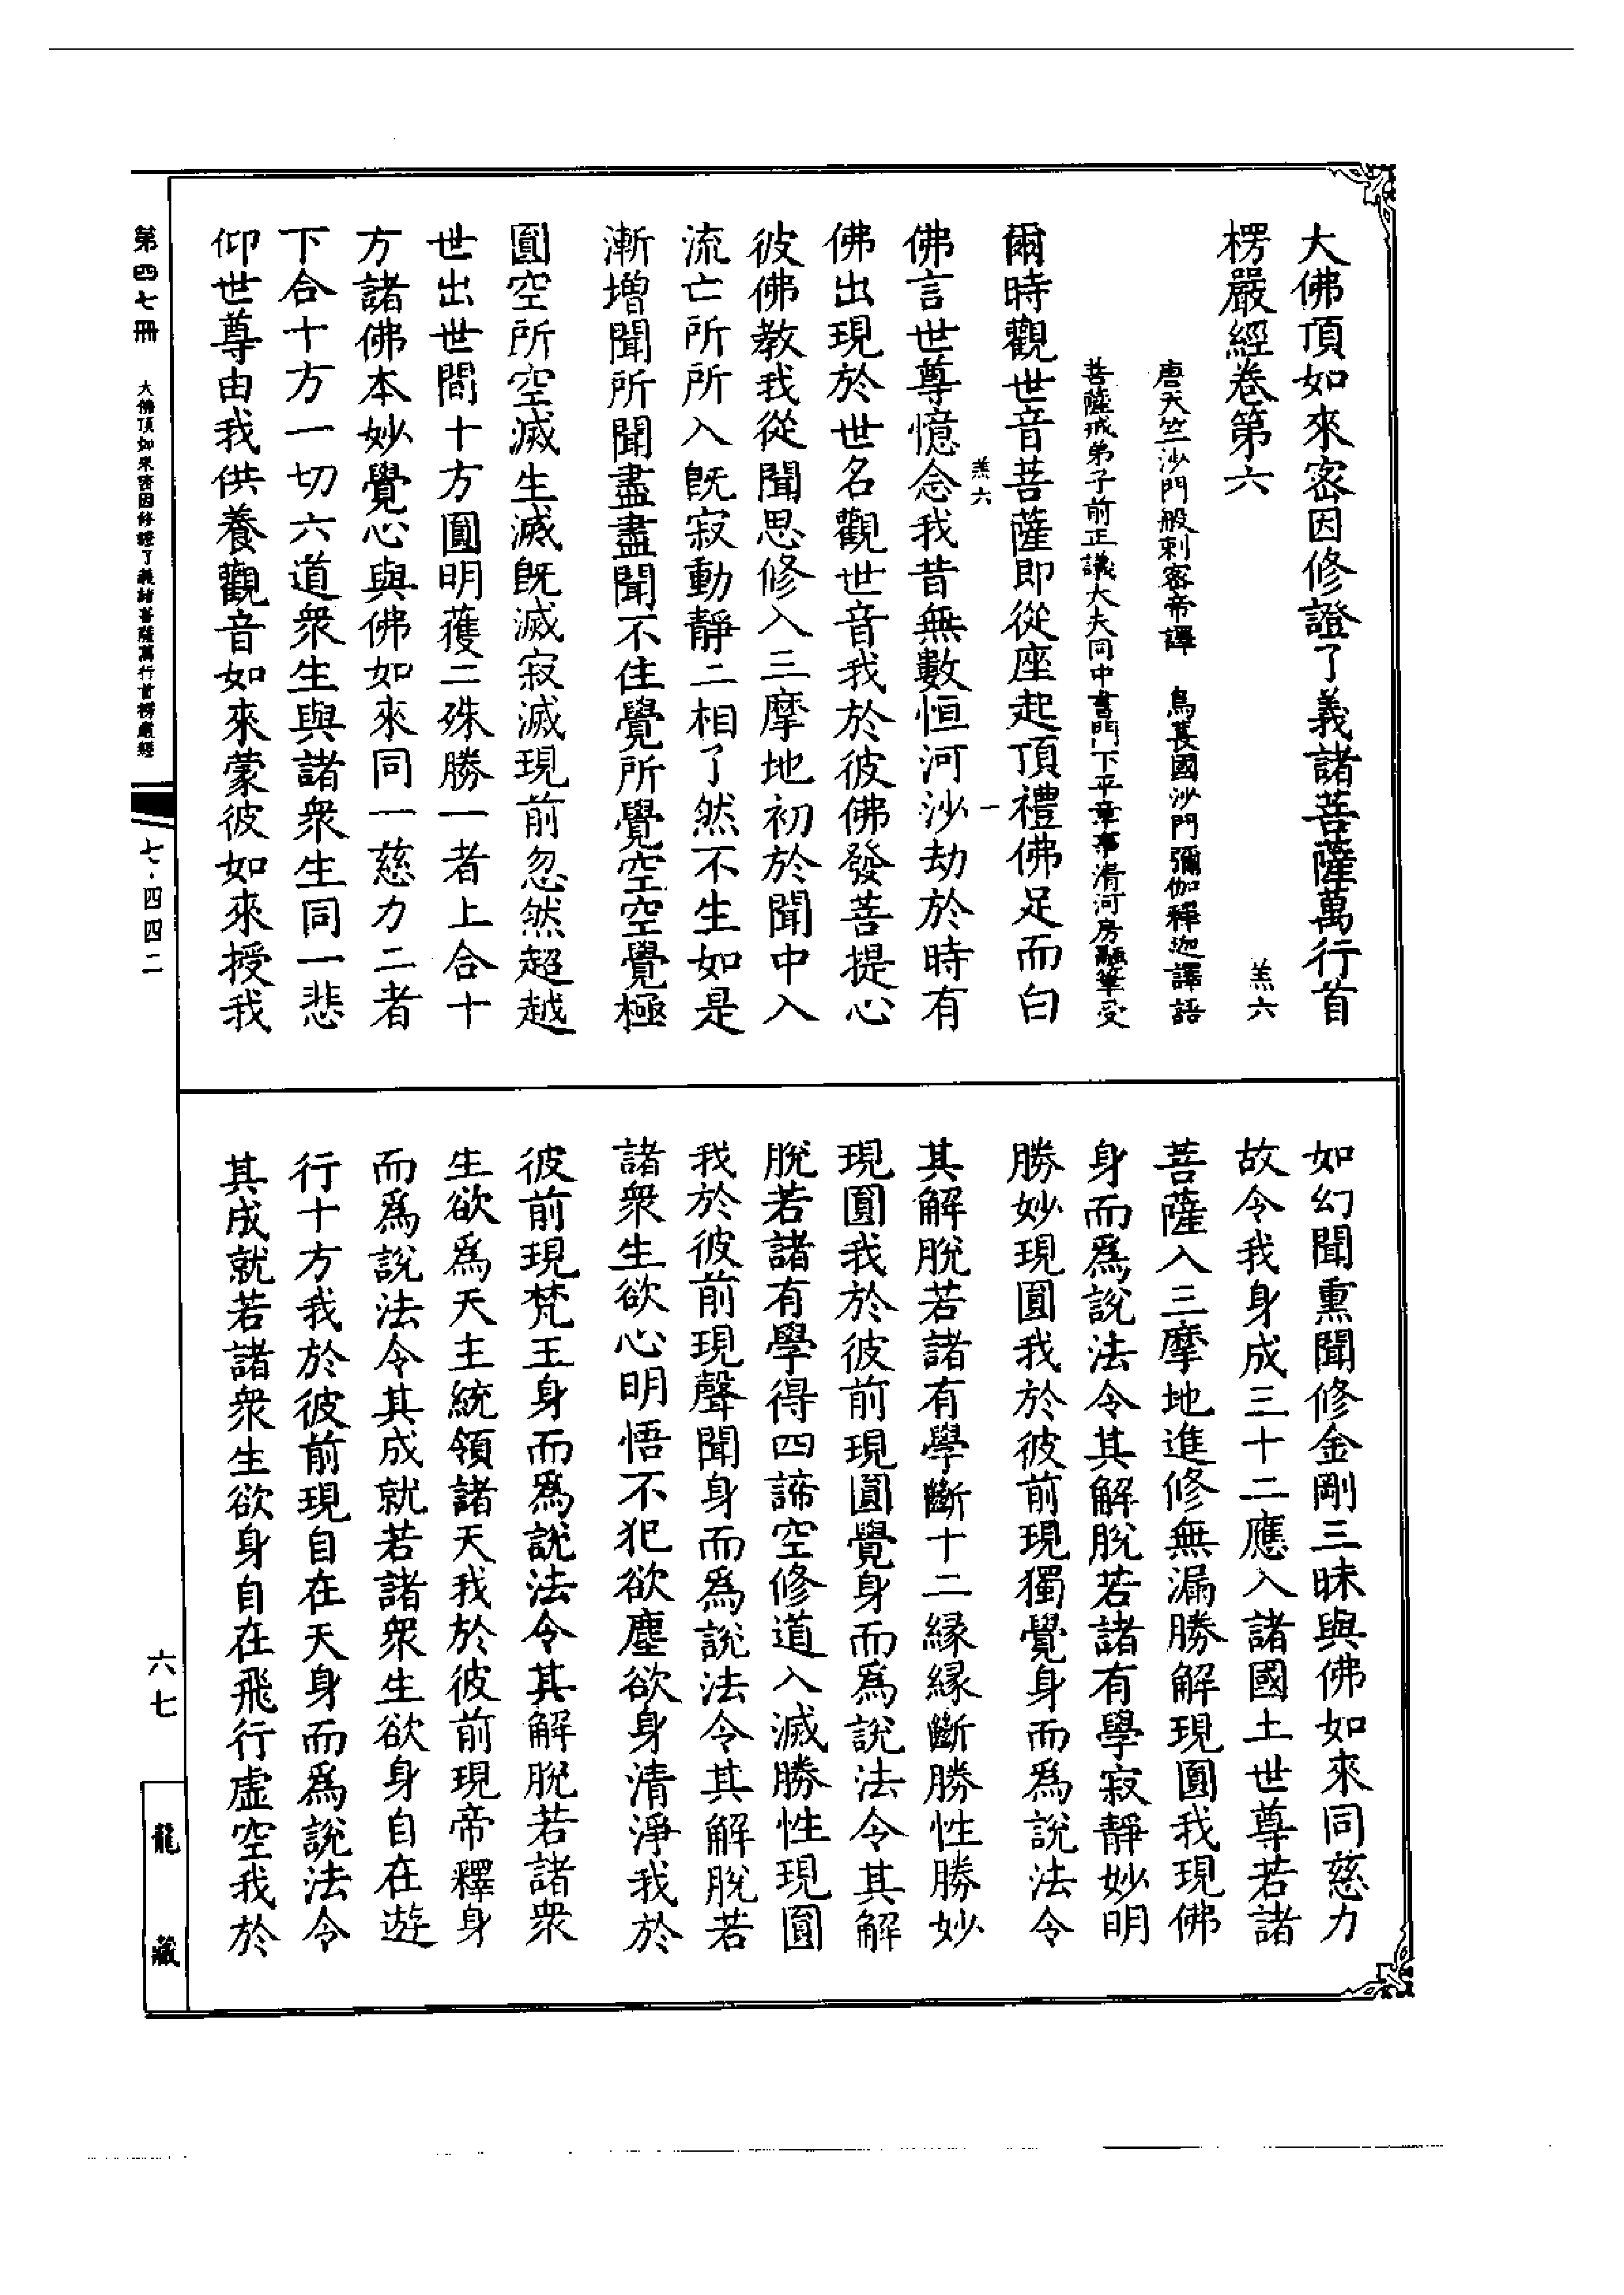 大佛頂如來密因修證了義諸菩薩萬行首
楞嚴經卷第六
羔六
唐天竺沙門般剌密帝譯 烏萇國沙門彌伽釋迦譯語
菩薩戒弟子前正議大夫同中書門下平章事清河房融筆受
爾時觀世音菩薩即從座起頂禮佛足而白
羔六 一
佛言世尊憶念我昔無數恒河沙劫於時有
佛出現於世名觀世音我於彼佛發菩提心
彼佛教我從聞思修入三摩地初於聞中入
流亡所所入既寂動靜二相了然不生如是
漸增聞所聞盡盡聞不住覺所覺空空覺極
圓空所空滅生滅既滅寂滅現前忽然超越
世出世間十方圓明獲二殊勝一者上合十
方諸佛本妙覺心與佛如來同一慈力二者
下合十方一切六道衆生與諸衆生同一悲
仰世尊由我供養觀音如來蒙彼如來授我
如幻聞熏聞修金剛三昧與佛如來同慈力
故令我身成三十二應入諸國土世尊若諸
菩薩入三摩地進修無漏勝解現圓我現佛
身而爲說法令其解脫若諸有學寂靜妙明
勝妙現圓我於彼前現獨覺身而爲說法令
其解脫若諸有學斷十二緣緣斷勝性勝妙
現圓我於彼前現圓覺身而爲說法令其解
脫若諸有學得四諦空修道入滅勝性現圓
我於彼前現聲聞身而爲說法令其解脫若
諸衆生欲心明悟不犯欲塵欲身清淨我於
彼前現梵王身而爲說法令其解脫若諸衆
生欲爲天主統領諸天我於彼前現帝釋身
而爲說法令其成就若諸衆生欲身自在遊
行十方我於彼前現自在天身而爲說法令
其成就若諸衆生欲身自在飛行虛空我於
第四七冊 大佛頂如來密因修證了義諸菩薩萬行首楞嚴經
七·四四二
六七
龍藏